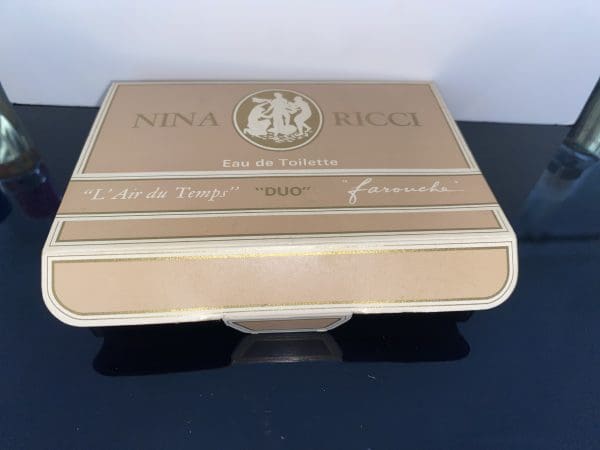 NINA RICCI
Eau de Toilette
"L'Air du Temps" "DUO" "farouche"